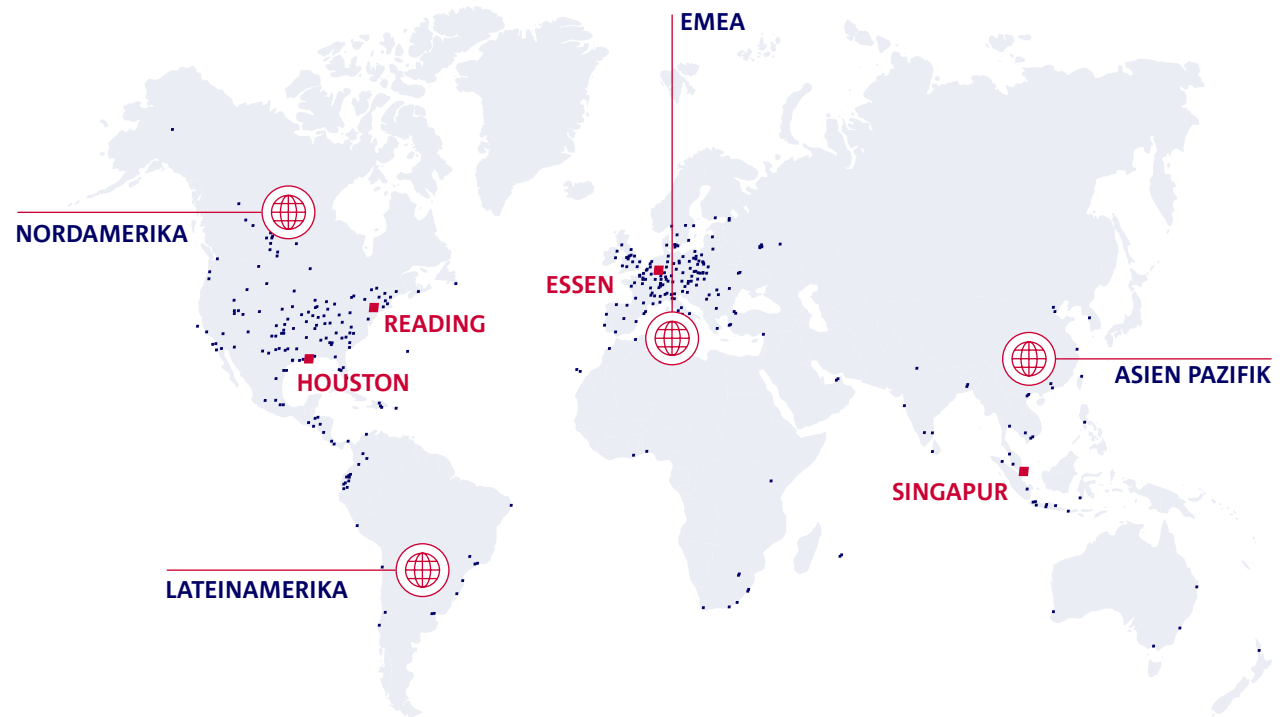 EMEA
NORDAMERIKA
ESSEN
READING
HOUSTON
ASIEN PAZIFIK
SINGAPUR
LATEINAMERIKA